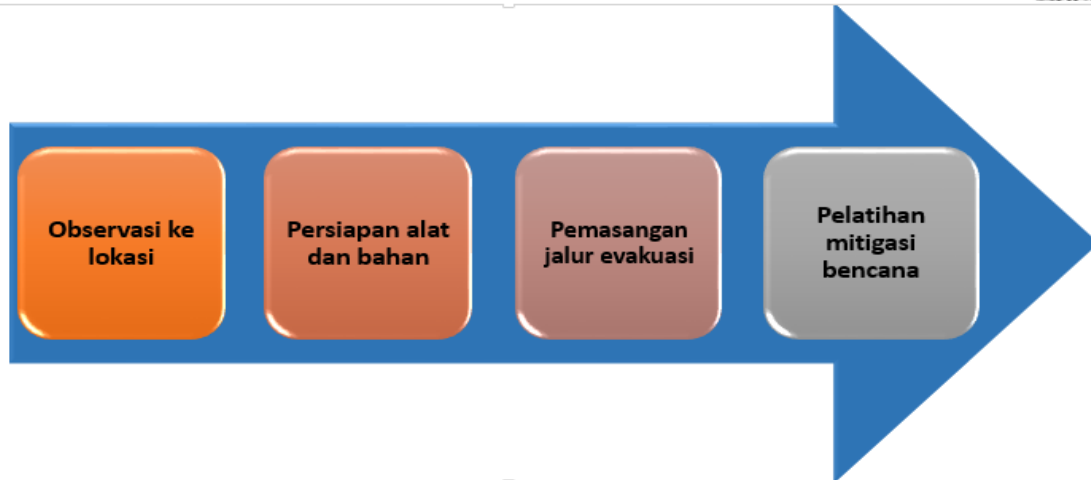 Observasi ke
lokasi
Persiapan alat
dan bahan
Pemasangan
jalur evakuasi
Pelatihan
mitigasi
bencana